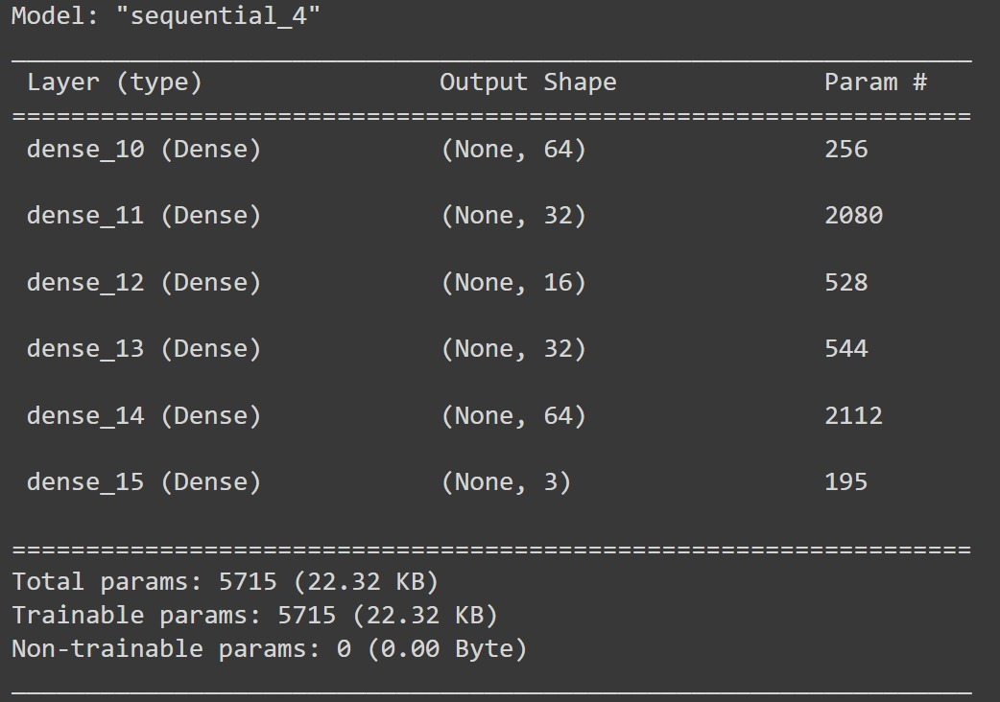 Model: "sequential_4"
_________________________________________________________________
Layer (type) Output Shape Param #
=================================================================
dense_10 (Dense) (None, 64) 256
dense_11 (Dense) (None, 32) 2080
dense_12 (Dense) (None, 16) 528
dense_13 (Dense) (None, 32) 544
dense_14 (Dense) (None, 64) 2112
dense_15 (Dense) (None, 3) 195
=================================================================
Total params: 5715 (22.32 KB)
Trainable params: 5715 (22.32 KB)
Non-trainable params: 0 (0.00 Byte)
_________________________________________________________________